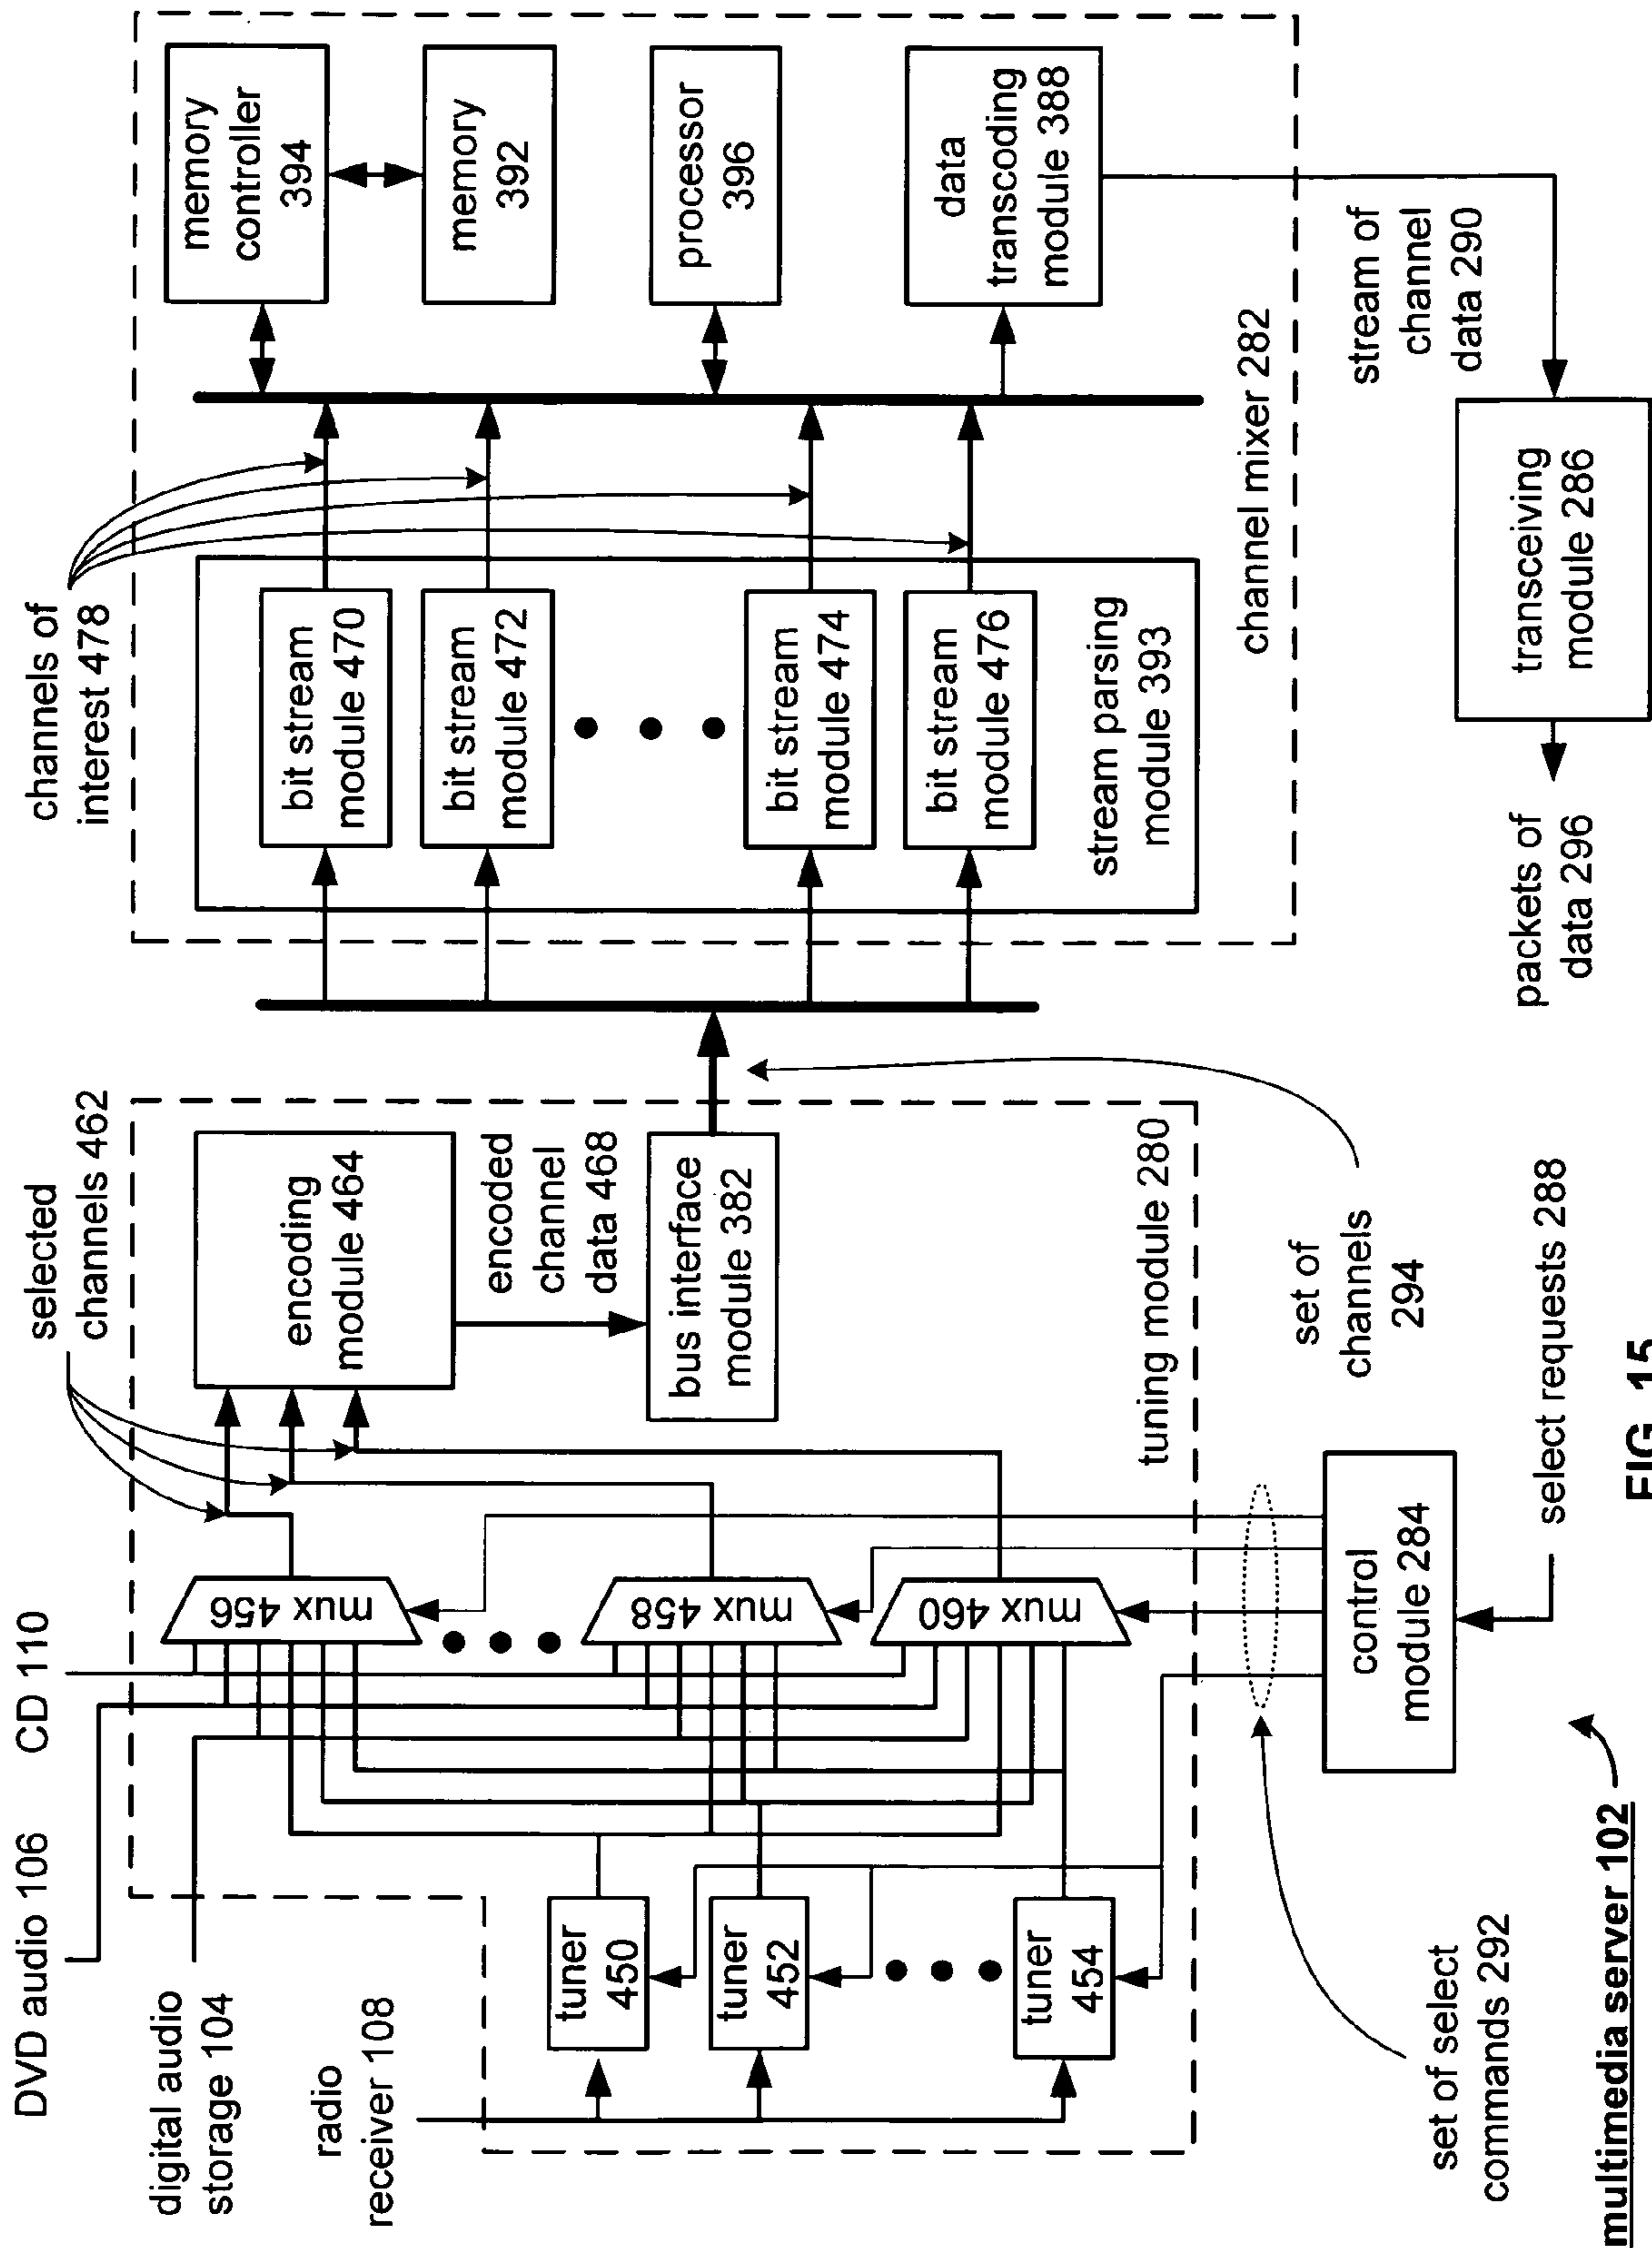 DVD audio 106
CD 110
digital audio
storage 104
radio
receiver 108
selected
channels 462
channels of
interest 478
tuner
450
tuner
452
tuner
454
mux 456
mux 458
mux 460
encoding
module 464
encoded
channel
data 468
bus interface
module 382
tuning module 280
bit stream
module 470
bit stream
module 472
bit stream
module 474
bit stream
module 476
stream parsing
module 393
memory
controller
394
memory
392
processor
396
data
transcoding
module 388
channel mixer 282
set of select
commands 292
control
module 284
select requests 288
set of
channels
294
stream of
channel
data 290
transceiving
module 286
packets of
data 296
multimedia server 102
FIG. 15